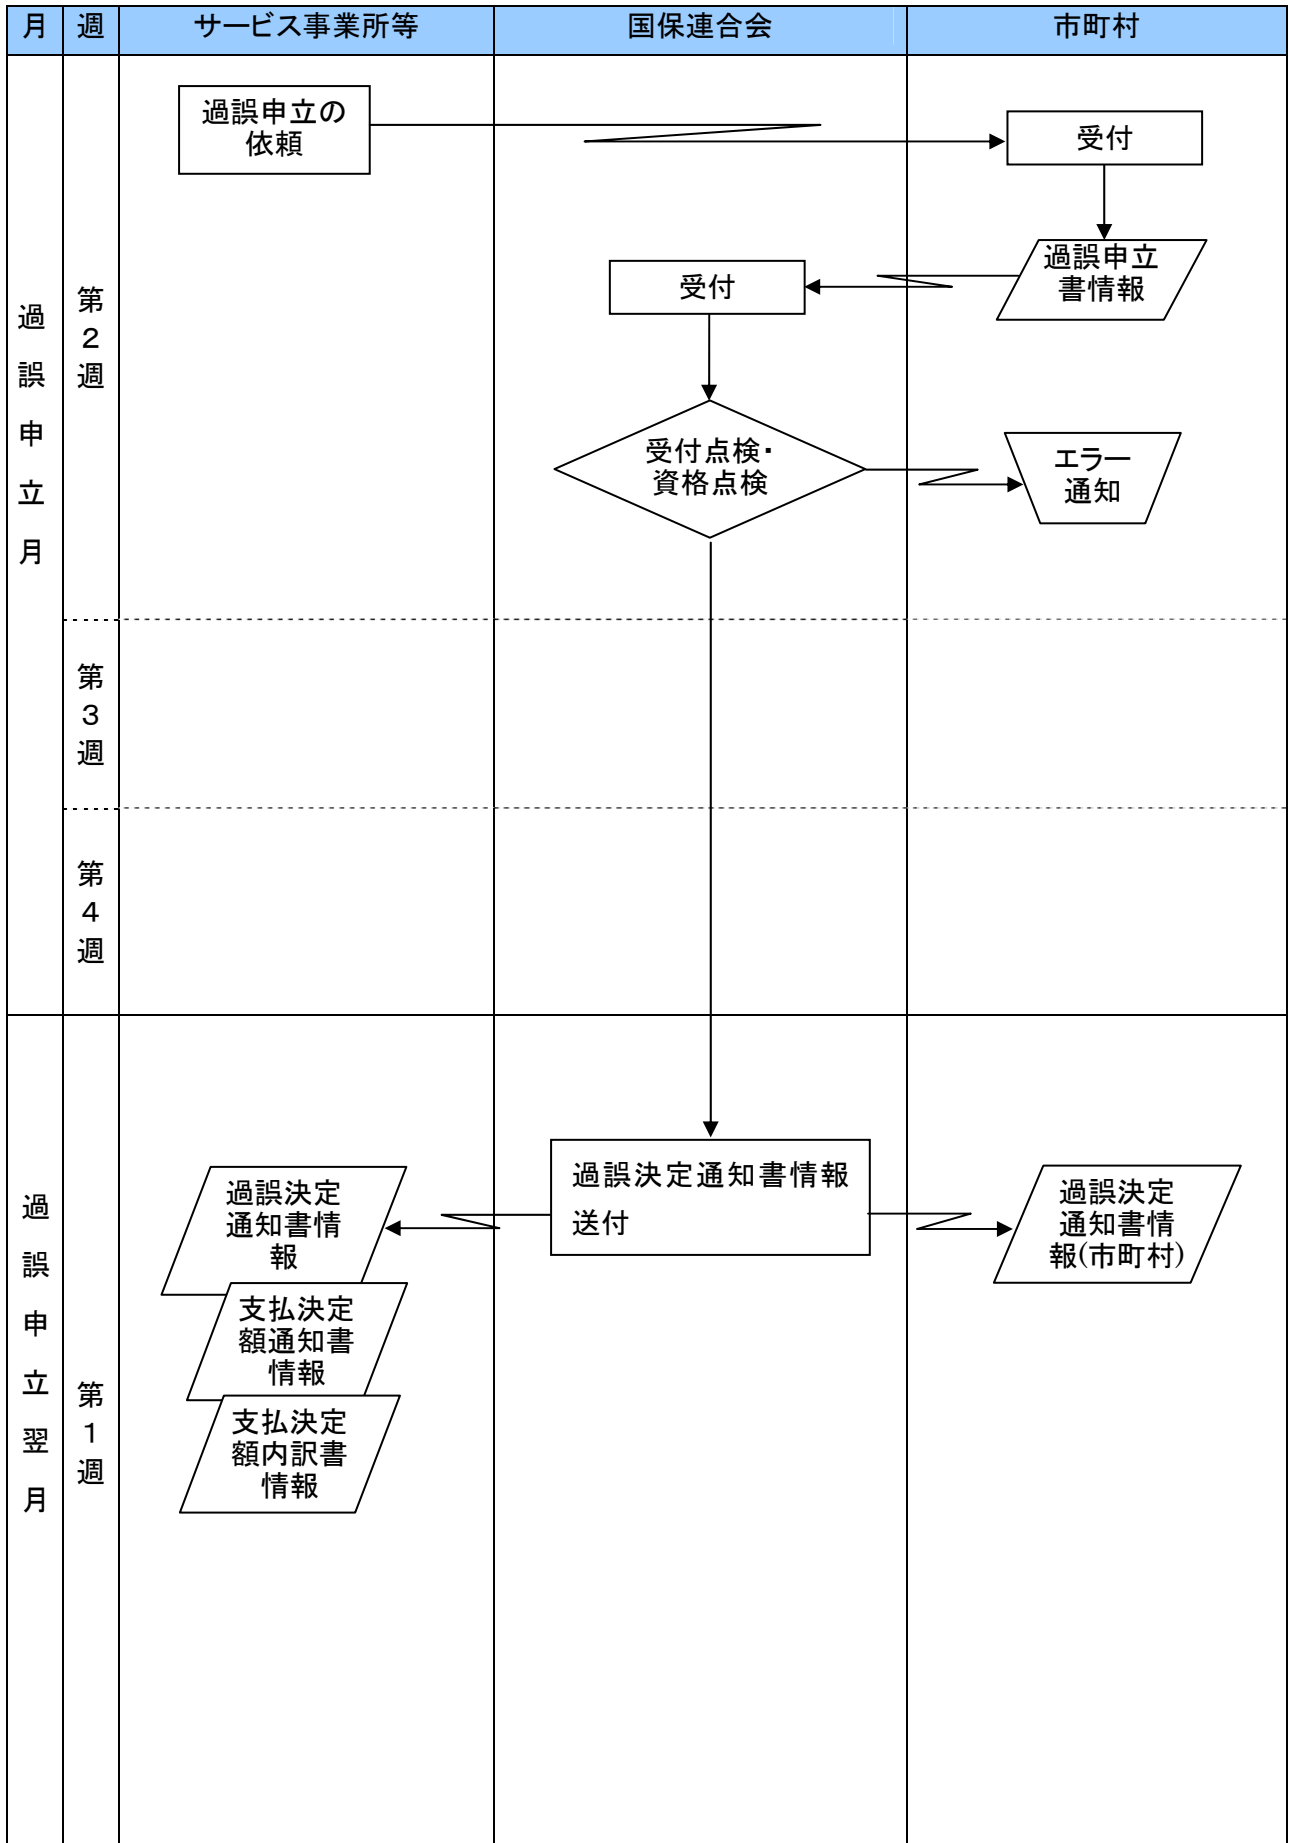 月 週 サービス事業所等 国保連合会 市町村
過誤申立月
第2週
過誤申立の
依頼
受付
過誤申立
書情報
受付
受付点検・
資格点検
エラー
通知
第3週
第4週
過誤申立翌月
第1週
過誤決定通知書情報
送付
過誤決定
通知書情
報
支払決定
額通知書
情報
支払決定
額内訳書
情報
過誤決定
通知書情
報(市町村)